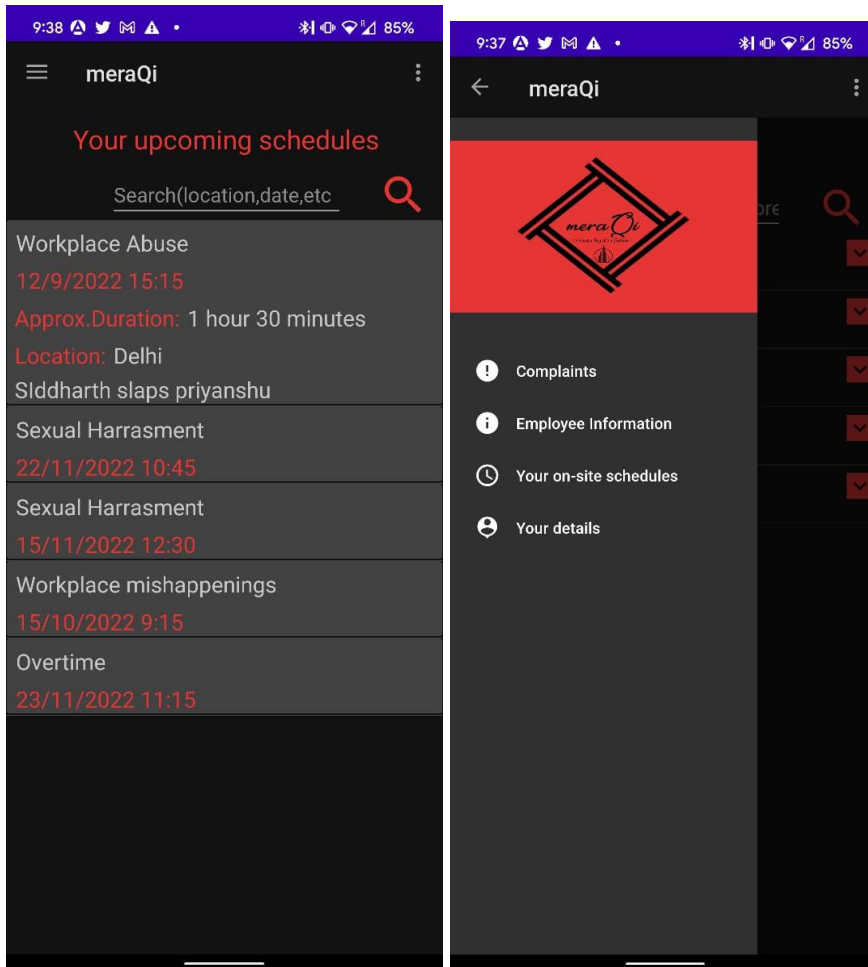 9:38
85%
meraQi
Your upcoming schedules
Search(location,date,etc
Workplace Abuse
12/9/2022 15:15
Approx.Duration: 1 hour 30 minutes
Location: Delhi
SIddharth slaps priyanshu
Sexual Harrasment
22/11/2022 10:45
Sexual Harrasment
15/11/2022 12:30
Workplace mishappenings
15/10/2022 9:15
Overtime
23/11/2022 11:15
9:37
85%
meraQi
meraQi
ore
Complaints
Employee Information
Your on-site schedules
Your details